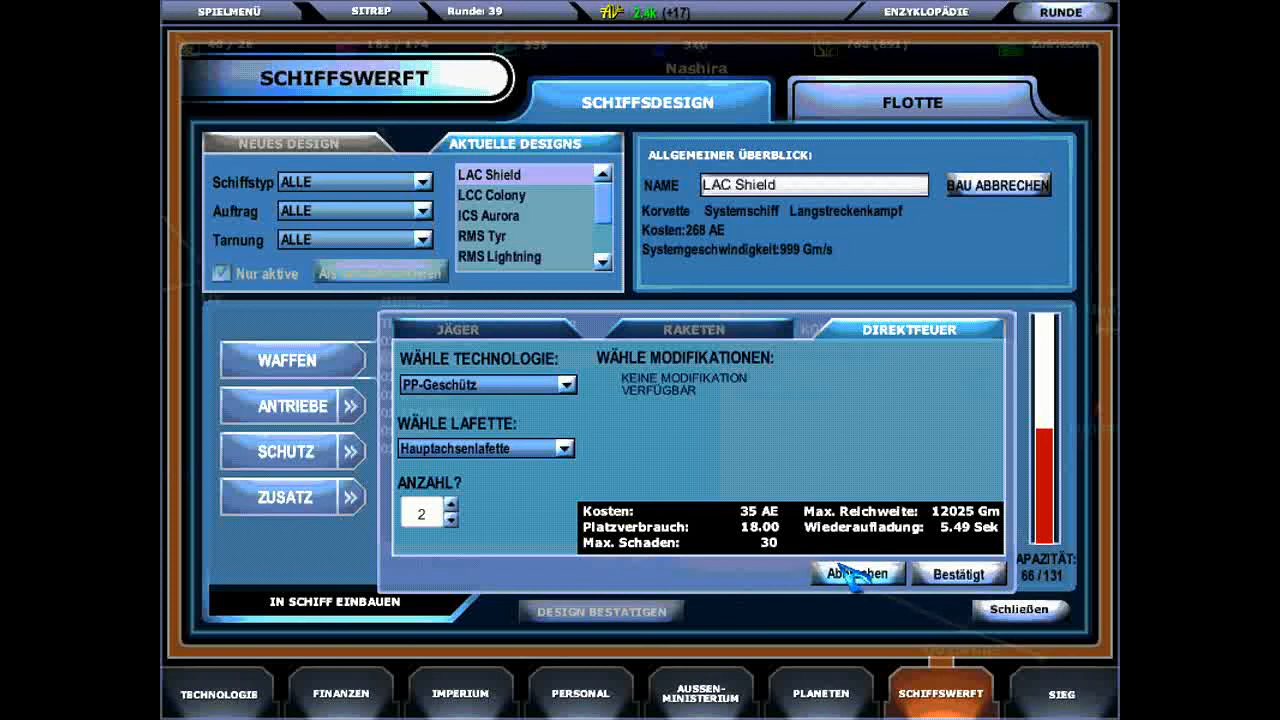 SPIELMENÜ
SITREP
Runde: 39
2.4k (+17)
ENZYKLOPÄDIE
RUNDE
Nashira
SCHIFFSWERFT
SCHIFFSDESIGN
FLOTTE
NEUES DESIGN
AKTUELLE DESIGNS
Schiffstyp ALLE
Auftrag ALLE
Tarnung ALLE
Nur aktive
LAC Shield
LCC Colony
ICS Aurora
RMS Tyr
RMS Lightning
ALLGEMEINER ÜBERBLICK:
NAME LAC Shield
BAU ABBRECHEN
Korvette Systemschiff Langstreckenkampf
Kosten:268 AE
Systemgeschwindigkeit:999 Gm/s
WAFFEN
ANTRIEBE
SCHUTZ
ZUSATZ
JÄGER
RAKETEN
DIREKTFEUER
WÄHLE TECHNOLOGIE:
PP-Geschütz
WÄHLE LAFETTE:
Hauptachsenlafette
ANZAHL?
2
WÄHLE MODIFIKATIONEN:
KEINE MODIFIKATION
VERFÜGBAR
Kosten: 35 AE Max. Reichweite: 12025 Gm
Platzverbrauch: 18.00 Wiederaufladung: 5.49 Sek
Max. Schaden: 30
Bestätigt
APAZITÄT:
66/131
IN SCHIFF EINBAUEN
DESIGN BESTÄTIGEN
Schließen
TECHNOLOGIE
FINANZEN
IMPERIUM
PERSONAL
AUSSEN-
MINISTERIUM
PLANETEN
SCHIFFSWERFT
SIEG